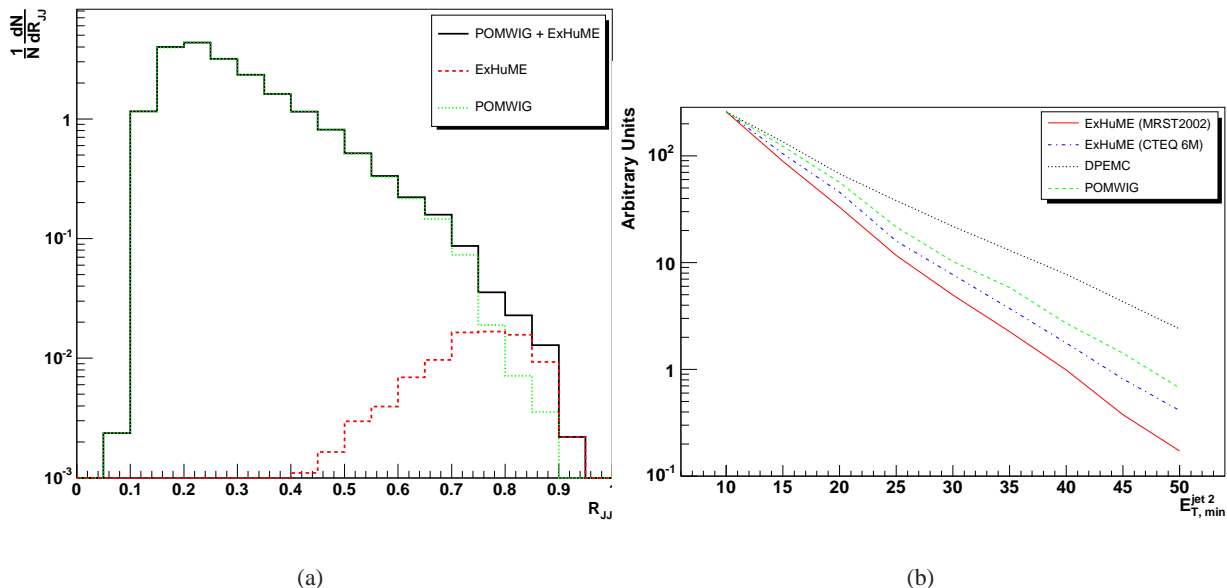 1/N dN/dR_JJ
POMWIG + ExHuME
ExHuME
POMWIG
1
10^-1
10^-2
10^-3
0 0.1 0.2 0.3 0.4 0.5 0.6 0.7 0.8 0.9
R_JJ
(a)
Arbitrary Units
ExHuME (MRST2002)
ExHuME (CTEQ 6M)
DPEMC
POMWIG
10^2
10
1
10^-1
10 15 20 25 30 35 40 45 50
E_T, min^jet 2
(b)